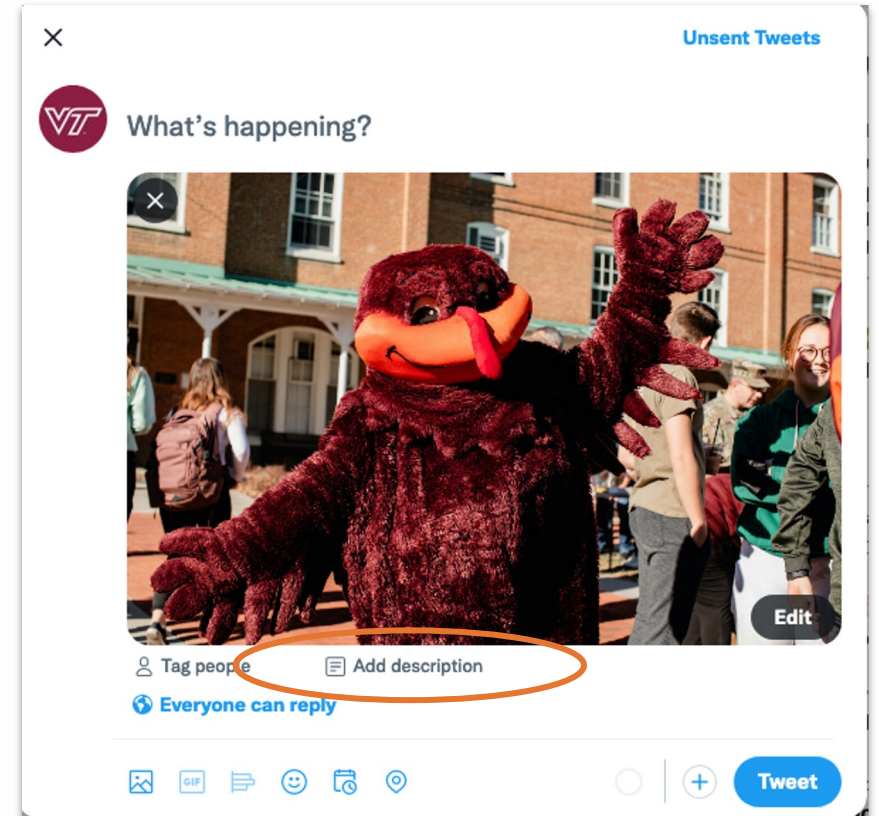 Unsent Tweets
VT
What's happening?
Edit
Tag people
Add description
Everyone can reply
GIF
Tweet